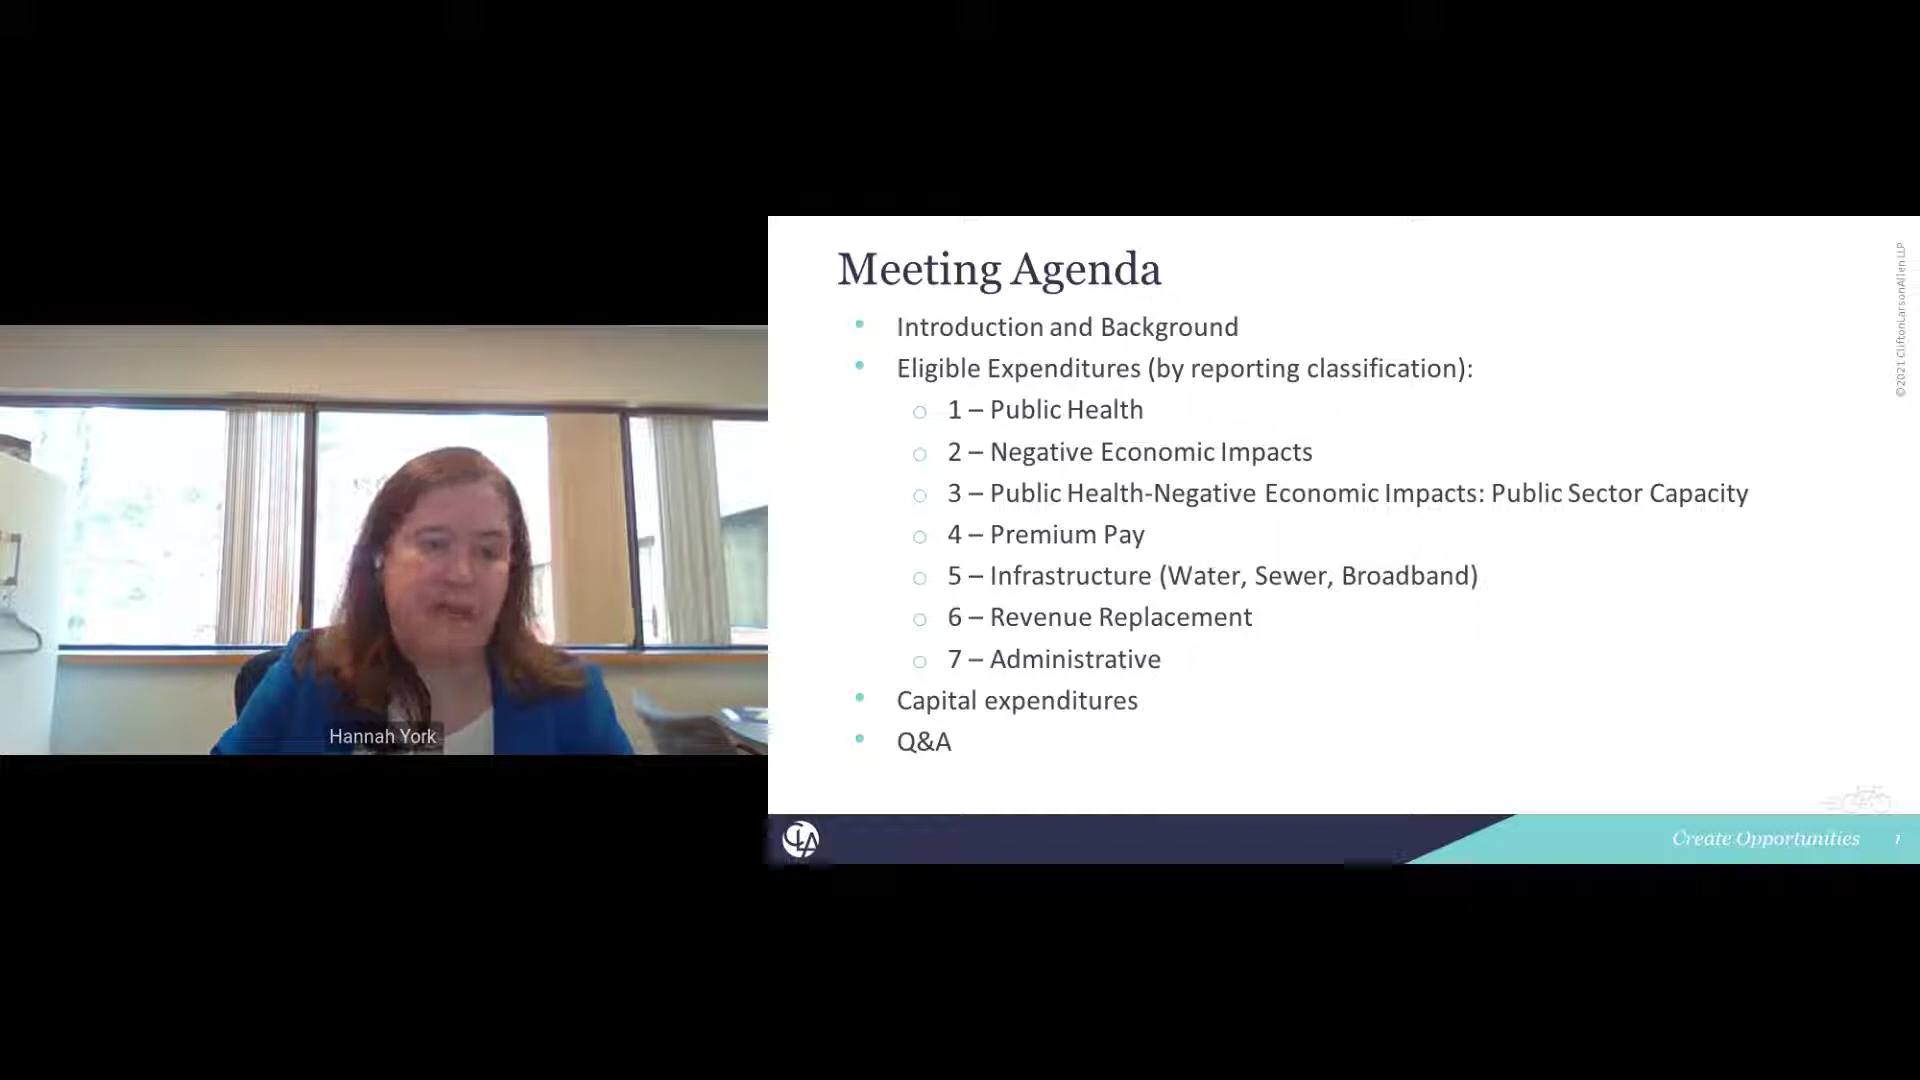 Meeting Agenda
• Introduction and Background
• Eligible Expenditures (by reporting classification):
○ 1 – Public Health
○ 2 – Negative Economic Impacts
○ 3 – Public Health-Negative Economic Impacts: Public Sector Capacity
○ 4 – Premium Pay
○ 5 – Infrastructure (Water, Sewer, Broadband)
○ 6 – Revenue Replacement
○ 7 – Administrative
• Capital expenditures
• Q&A
©2021 CliftonLarsonAllen LLP
Hannah York
CLA
Create Opportunities 1